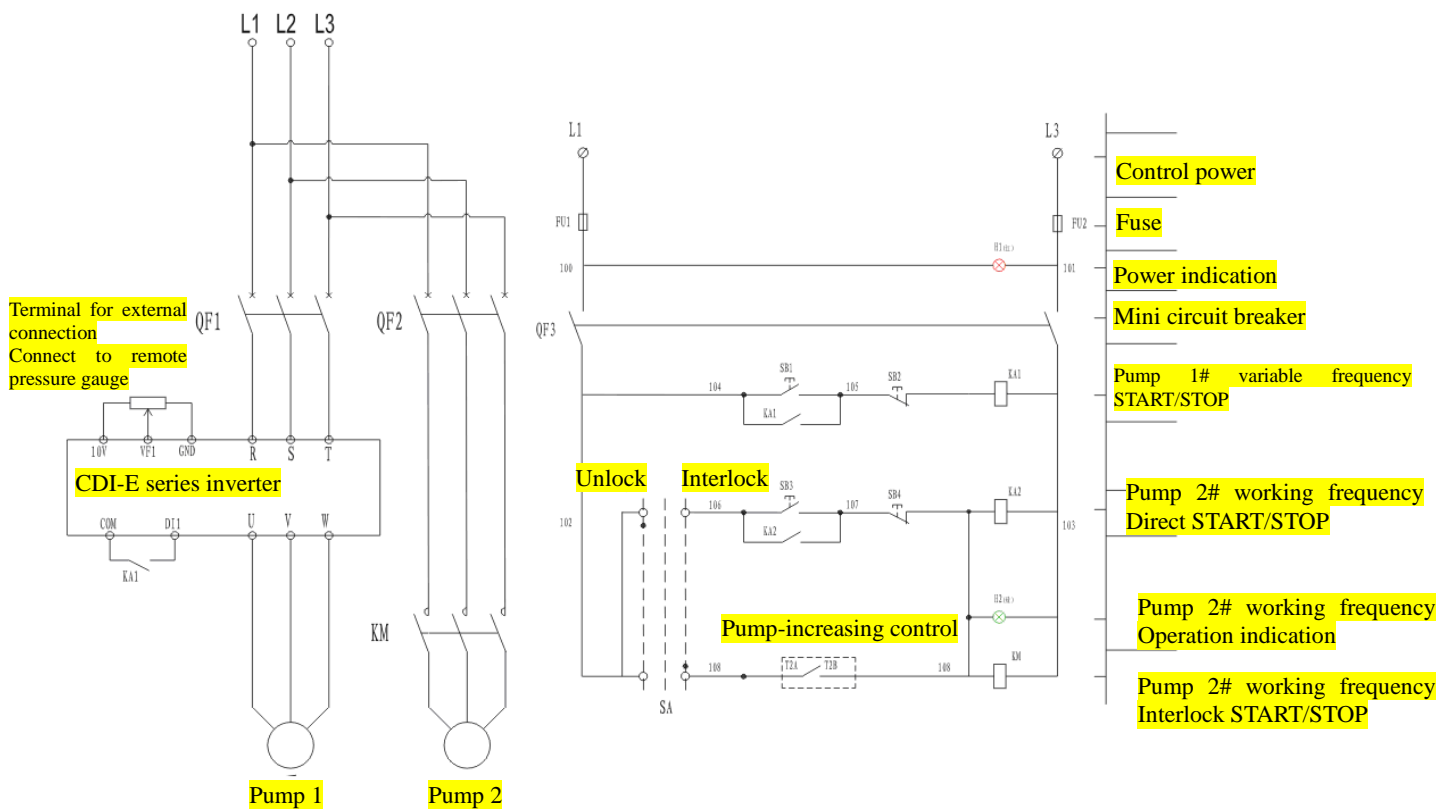 L1 L2 L3
L1
L3
Control power
FU1
FU2
Fuse
H1(红)
100
101
Power indication
Terminal for external
connection
Connect to remote
pressure gauge
QF1
QF2
QF3
Mini circuit breaker
SB1
104
105
SB2
KA1
KA1
Pump 1# variable frequency
START/STOP
10V
VF1
GND
R
S
T
CDI-E series inverter
COM
DI1
U
V
W
KA1
Unlock
Interlock
SB3
102
106
107
SB4
KA2
KA2
103
Pump 2# working frequency
Direct START/STOP
KM
Pump-increasing control
Pump 2# working frequency
Operation indication
108
T2A
T2B
108
KM
SA
Pump 2# working frequency
Interlock START/STOP
Pump 1
Pump 2